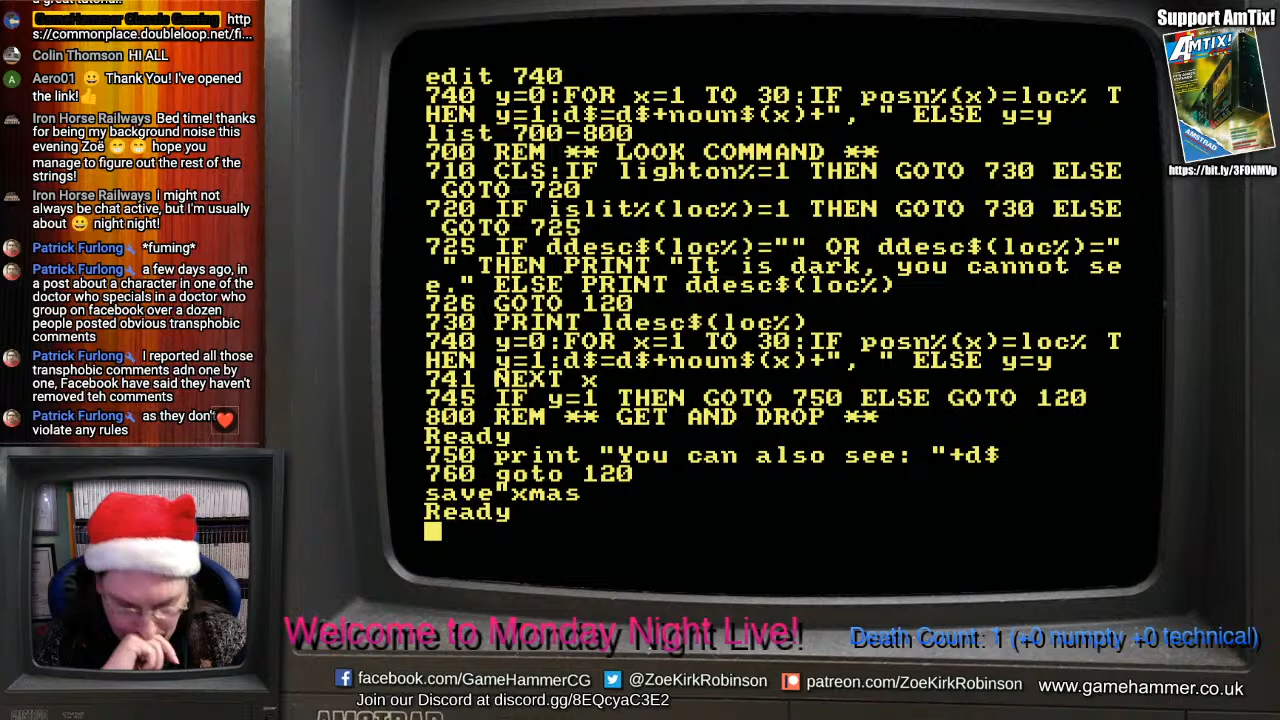 a great tutorial.
GameHammer Classic Gaming http
s://commonplace.doubleloop.net/fi...
Colin Thomson HI ALL
A Aero01 😀 Thank You! I've opened
the link!👍
Iron Horse Railways Bed time! thanks
for being my background noise this
evening Zoë 😁 😁 hope you
manage to figure out the rest of the
strings!
Iron Horse Railways i might not
always be chat active, but I'm usually
about 😀 night night!
Patrick Furlong *fuming*
Patrick Furlong a few days ago, in
a post about a character in one of the
doctor who specials in a doctor who
group on facebook over a dozen
people posted obvious transphobic
comments
Patrick Furlong I reported all those
transphobic comments adn one by
one, Facebook have said they haven't
removed teh comments
Patrick Furlong as they don't
violate any rules
edit 740
740 y=0:FOR x=1 TO 30:IF posn%(x)=loc% T
HEN y=1:d$=d$+noun$(x)+", " ELSE y=y
list 700-800
700 REM ** LOOK COMMAND **
710 CLS:IF lighton%=1 THEN GOTO 730 ELSE
GOTO 720
720 IF islit%(loc%)=1 THEN GOTO 730 ELSE
GOTO 725
725 IF ddesc$(loc%)="" OR ddesc$(loc%)="
" THEN PRINT "It is dark, you cannot se
e." ELSE PRINT ddesc$(loc%)
726 GOTO 120
730 PRINT ldesc$(loc%)
740 y=0:FOR x=1 TO 30:IF posn%(x)=loc% T
HEN y=1:d$=d$+noun$(x)+", " ELSE y=y
741 NEXT x
745 IF y=1 THEN GOTO 750 ELSE GOTO 120
800 REM ** GET AND DROP **
Ready
750 print "You can also see: "+d$
760 goto 120
save"xmas
Ready
Support AmTix!
AMTIX!
AMSTRAD
https://bit.ly/3F0NMVp
Welcome to Monday Night Live!
Death Count: 1 (+0 numpty +0 technical)
facebook.com/GameHammerCG
@ZoeKirkRobinson
patreon.com/ZoeKirkRobinson
www.gamehammer.co.uk
Join our Discord at discord.gg/8EQcyaC3E2
AMSTRAD